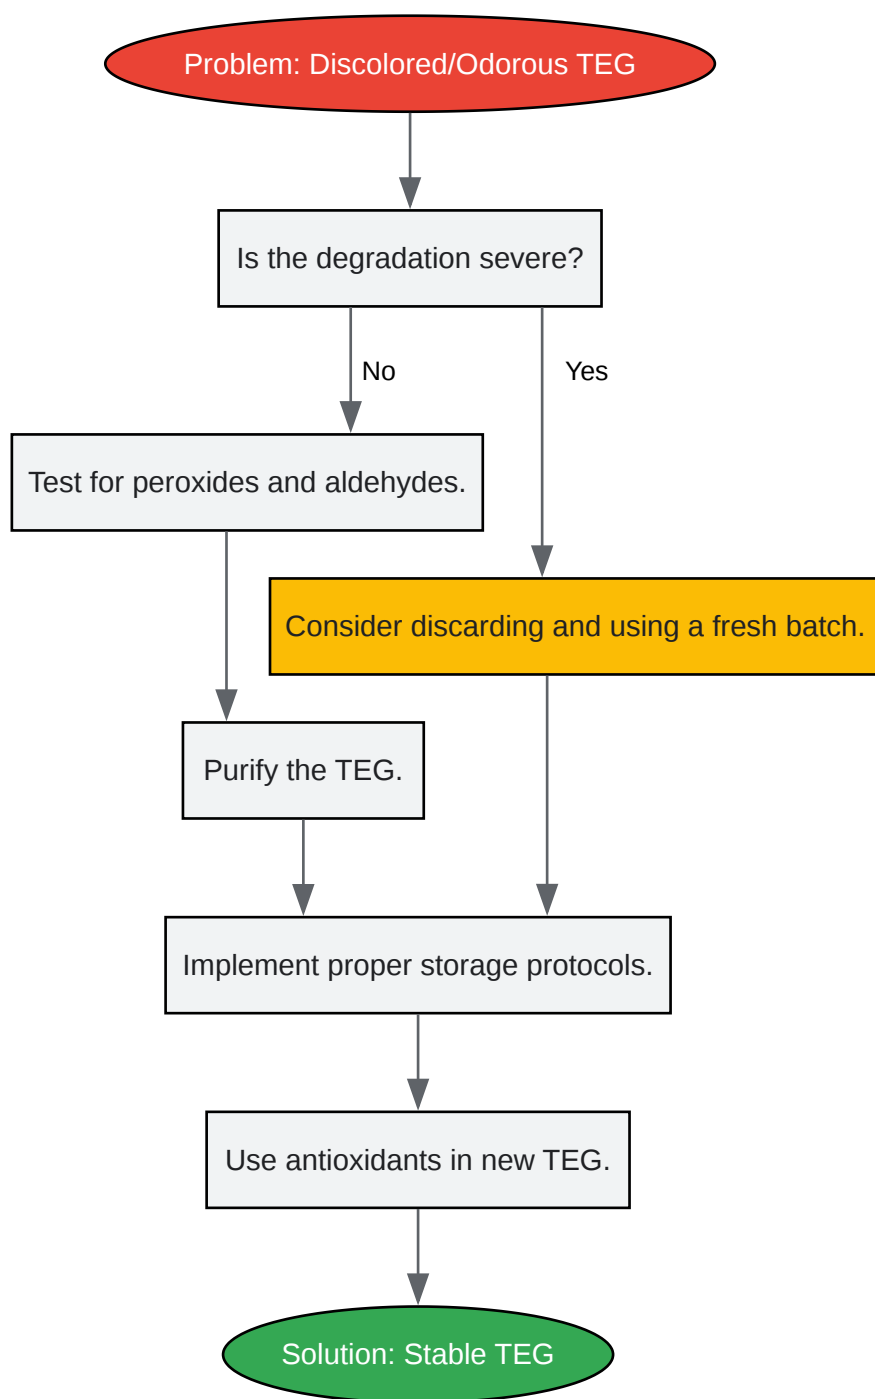 Problem: Discolored/Odorous TEG
Is the degradation severe?
No
Yes
Test for peroxides and aldehydes.
Consider discarding and using a fresh batch.
Purify the TEG.
Implement proper storage protocols.
Use antioxidants in new TEG.
Solution: Stable TEG